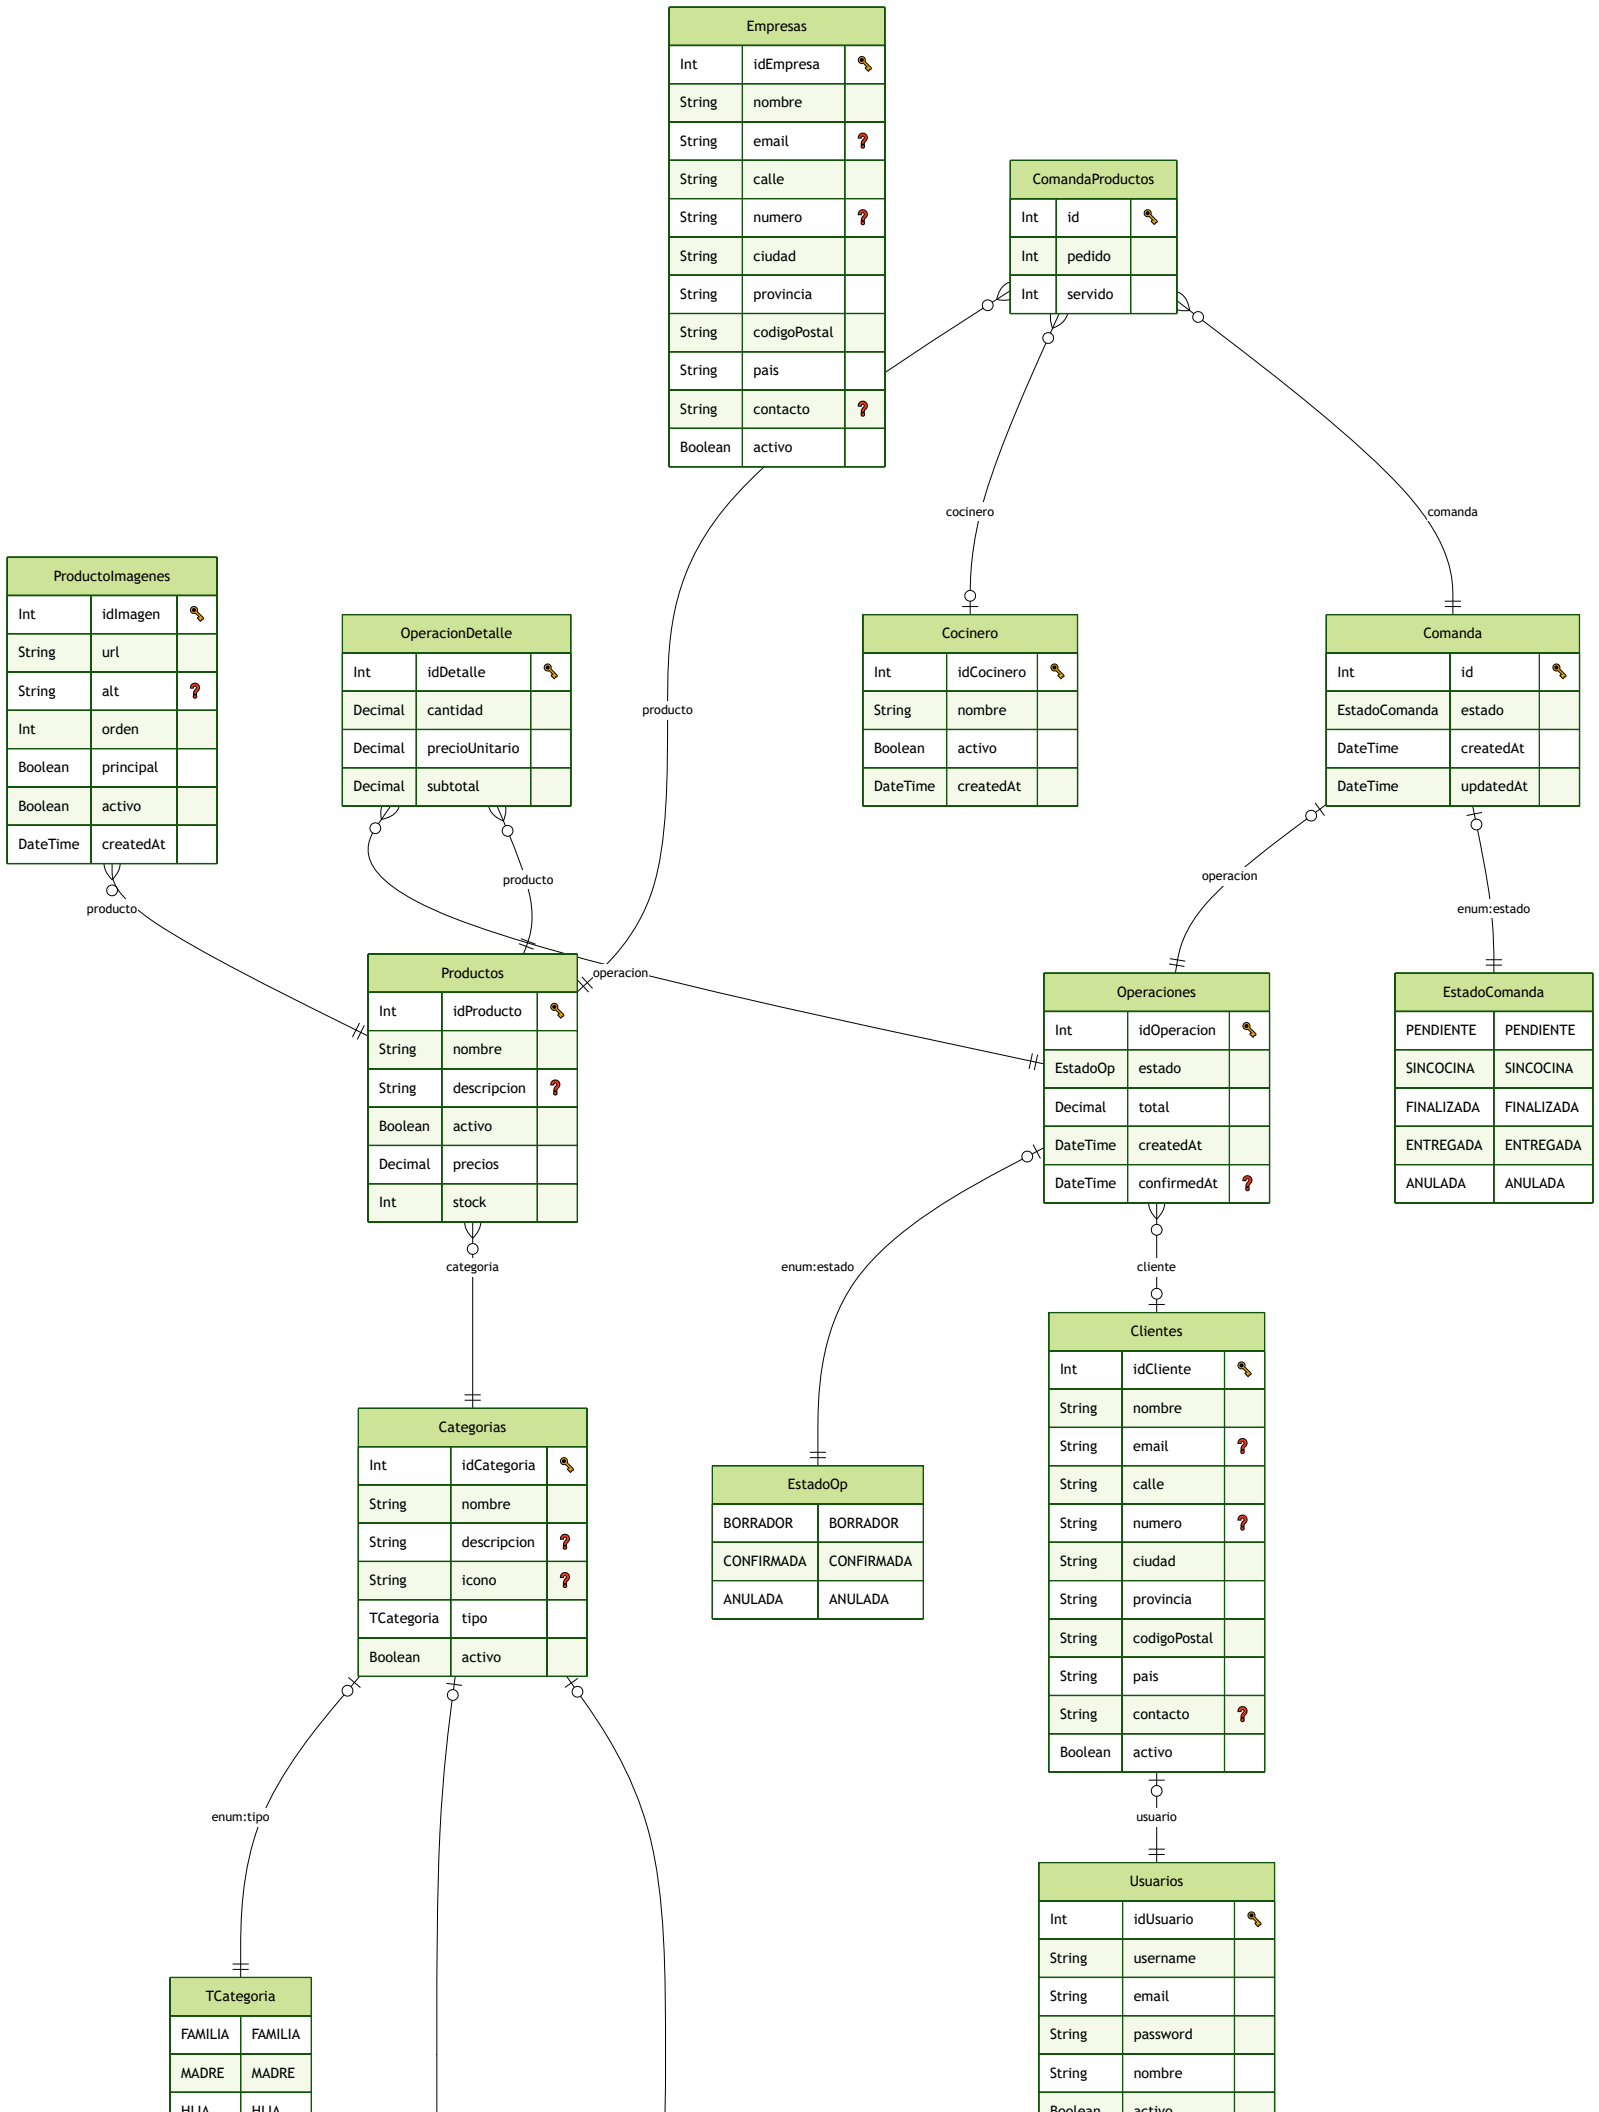 Empresas
Int idEmpresa
String nombre
String email
String calle
String numero
String ciudad
String provincia
String codigoPostal
String pais
String contacto
Boolean activo
ComandaProductos
Int id
Int pedido
Int servido
cocinero
comanda
producto
ProductoImagenes
Int idImagen
String url
String alt
Int orden
Boolean principal
Boolean activo
DateTime createdAt
OperacionDetalle
Int idDetalle
Decimal cantidad
Decimal precioUnitario
Decimal subtotal
Cocinero
Int idCocinero
String nombre
Boolean activo
DateTime createdAt
Comanda
Int id
EstadoComanda estado
DateTime createdAt
DateTime updatedAt
producto
producto
operacion
operacion
enum:estado
Productos
Int idProducto
String nombre
String descripcion
Boolean activo
Decimal precios
Int stock
Operaciones
Int idOperacion
EstadoOp estado
Decimal total
DateTime createdAt
DateTime confirmedAt
EstadoComanda
PENDIENTE PENDIENTE
SINCOCINA SINCOCINA
FINALIZADA FINALIZADA
ENTREGADA ENTREGADA
ANULADA ANULADA
categoria
enum:estado
cliente
Categorias
Int idCategoria
String nombre
String descripcion
String icono
TCategoria tipo
Boolean activo
EstadoOp
BORRADOR BORRADOR
CONFIRMADA CONFIRMADA
ANULADA ANULADA
Clientes
Int idCliente
String nombre
String email
String calle
String numero
String ciudad
String provincia
String codigoPostal
String pais
String contacto
Boolean activo
enum:tipo
usuario
TCategoria
FAMILIA FAMILIA
MADRE MADRE
HIJA HIJA
Usuarios
Int idUsuario
String username
String email
String password
String nombre
Boolean activo